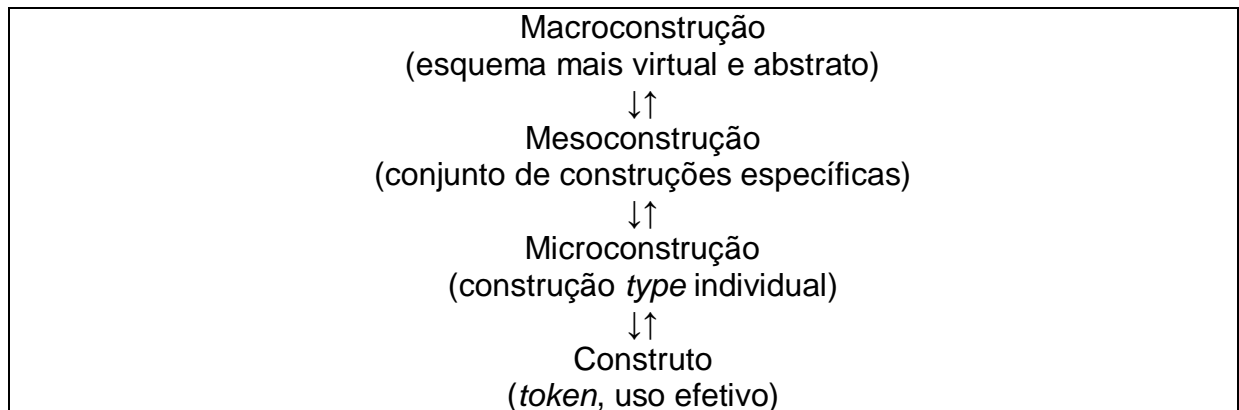 Macroconstrução
(esquema mais virtual e abstrato)
↓↑
Mesoconstrução
(conjunto de construções específicas)
↓↑
Microconstrução
(construção type individual)
↓↑
Construto
(token, uso efetivo)